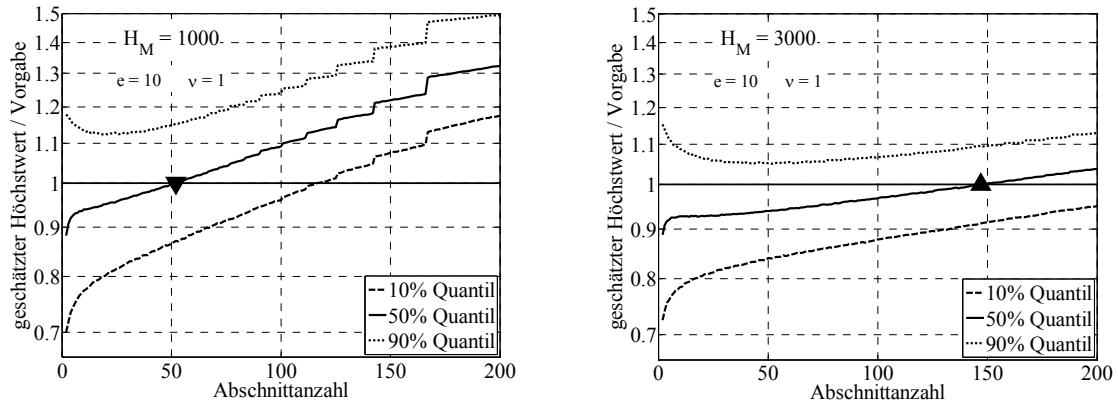 1.5
1.4
1.3
1.2
1.1
1
0.9
0.8
0.7
geschätzter Höchstwert / Vorgabe
H_M = 1000
e = 10 ν = 1
10% Quantil
50% Quantil
90% Quantil
0 50 100 150 200
Abschnittanzahl
1.5
1.4
1.3
1.2
1.1
1
0.9
0.8
0.7
geschätzter Höchstwert / Vorgabe
H_M = 3000
e = 10 ν = 1
10% Quantil
50% Quantil
90% Quantil
0 50 100 150 200
Abschnittanzahl